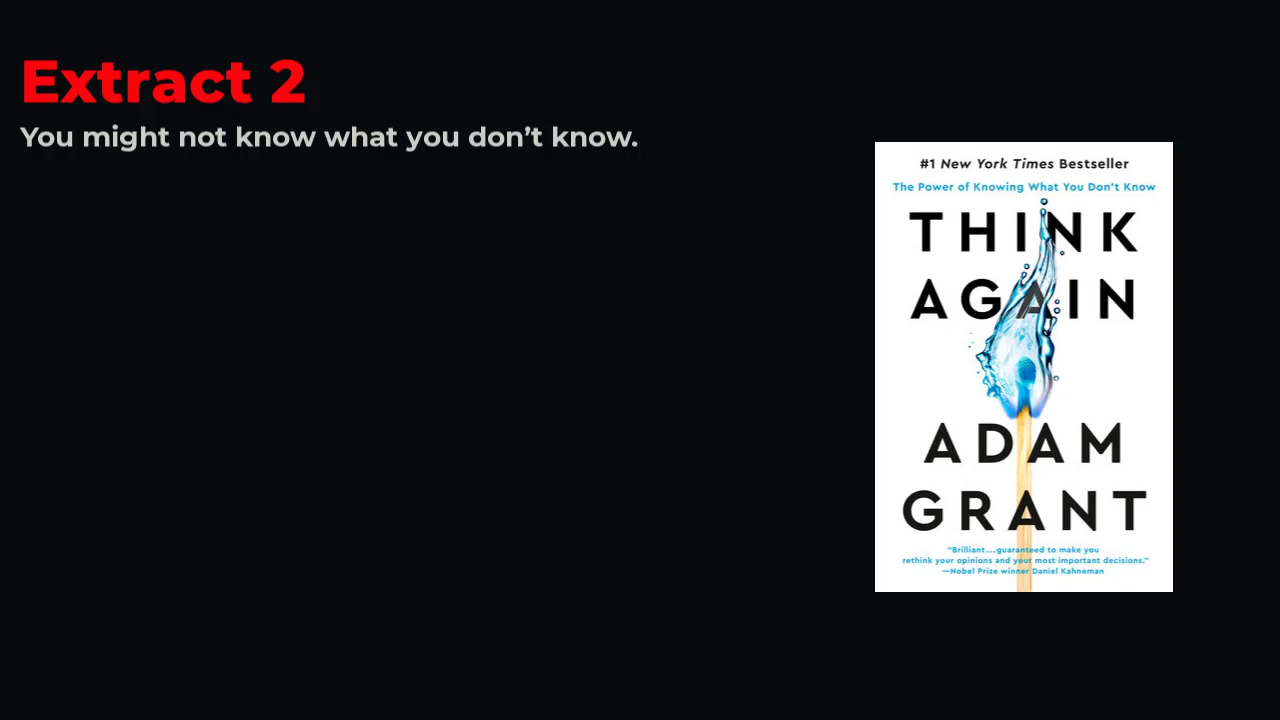 Extract 2
You might not know what you don’t know.
#1 New York Times Bestseller
The Power of Knowing What You Don't Know
THINK
AGAIN
ADAM
GRANT
"Brilliant...guaranteed to make you
rethink your opinions and your most important decisions."
—Nobel Prize winner Daniel Kahneman